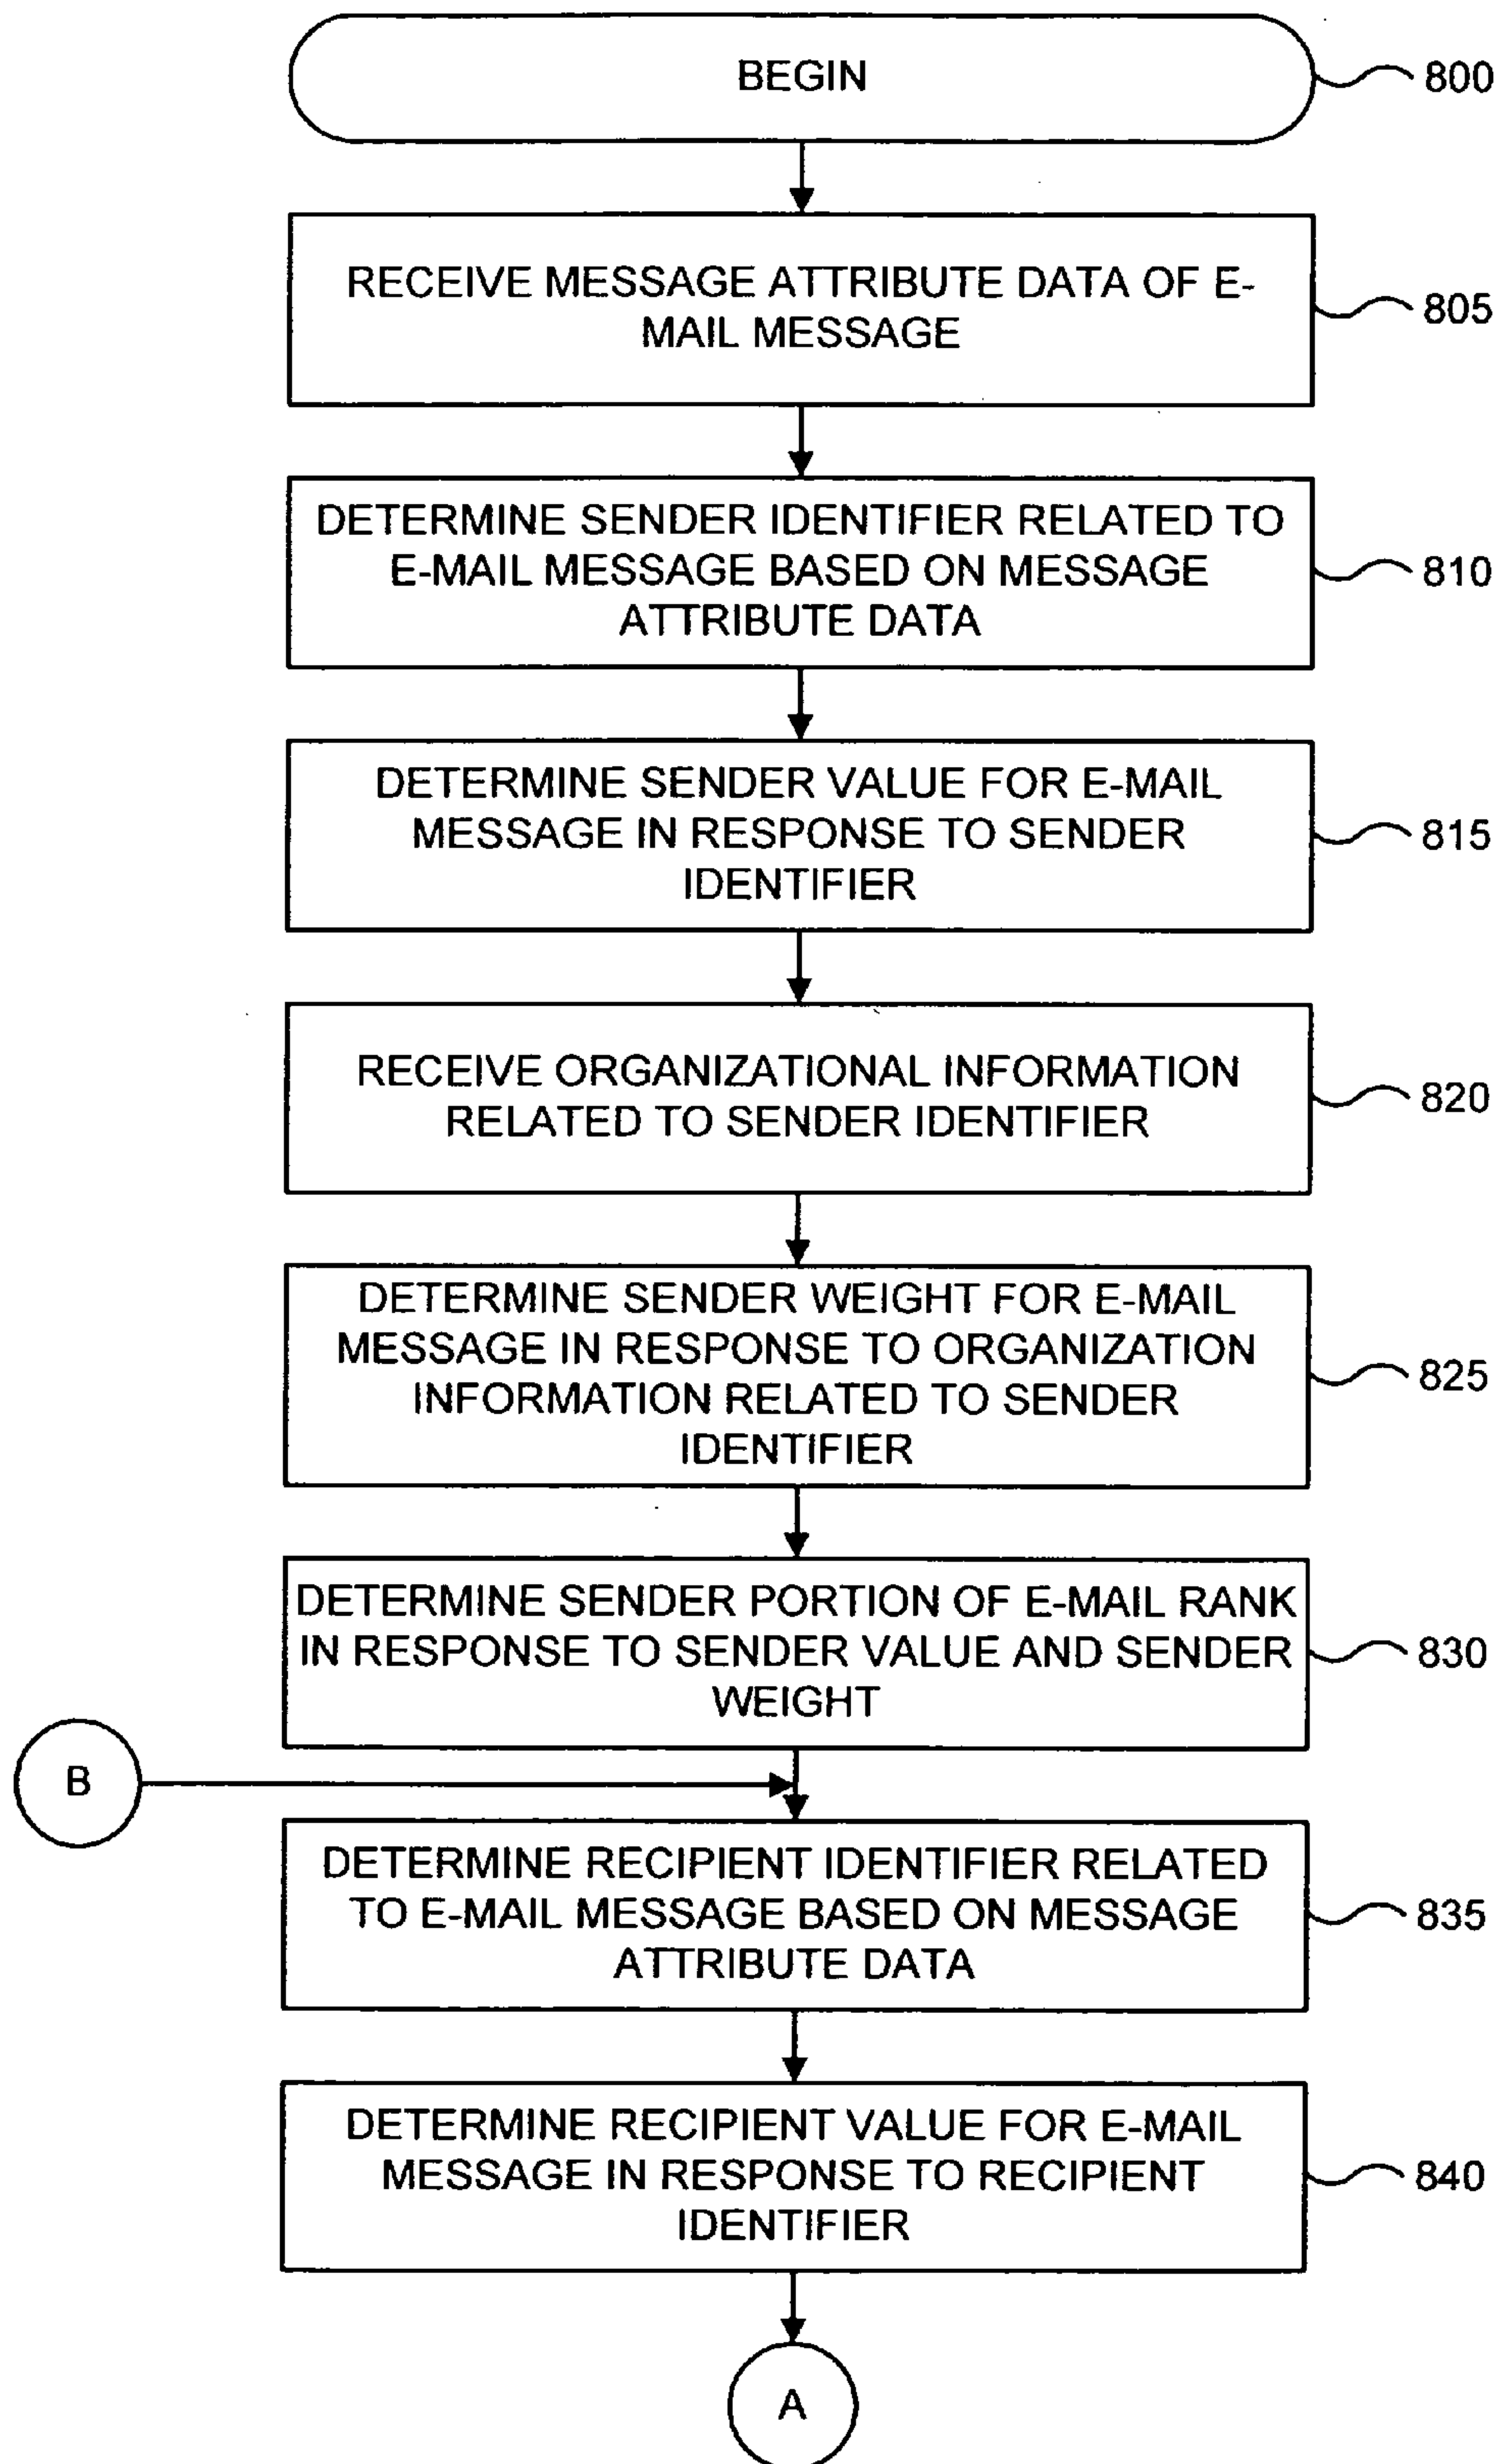 BEGIN
800
RECEIVE MESSAGE ATTRIBUTE DATA OF E-
MAIL MESSAGE
805
DETERMINE SENDER IDENTIFIER RELATED TO
E-MAIL MESSAGE BASED ON MESSAGE
ATTRIBUTE DATA
810
DETERMINE SENDER VALUE FOR E-MAIL
MESSAGE IN RESPONSE TO SENDER
IDENTIFIER
815
RECEIVE ORGANIZATIONAL INFORMATION
RELATED TO SENDER IDENTIFIER
820
DETERMINE SENDER WEIGHT FOR E-MAIL
MESSAGE IN RESPONSE TO ORGANIZATION
INFORMATION RELATED TO SENDER
IDENTIFIER
825
DETERMINE SENDER PORTION OF E-MAIL RANK
IN RESPONSE TO SENDER VALUE AND SENDER
WEIGHT
830
B
DETERMINE RECIPIENT IDENTIFIER RELATED
TO E-MAIL MESSAGE BASED ON MESSAGE
ATTRIBUTE DATA
835
DETERMINE RECIPIENT VALUE FOR E-MAIL
MESSAGE IN RESPONSE TO RECIPIENT
IDENTIFIER
840
A